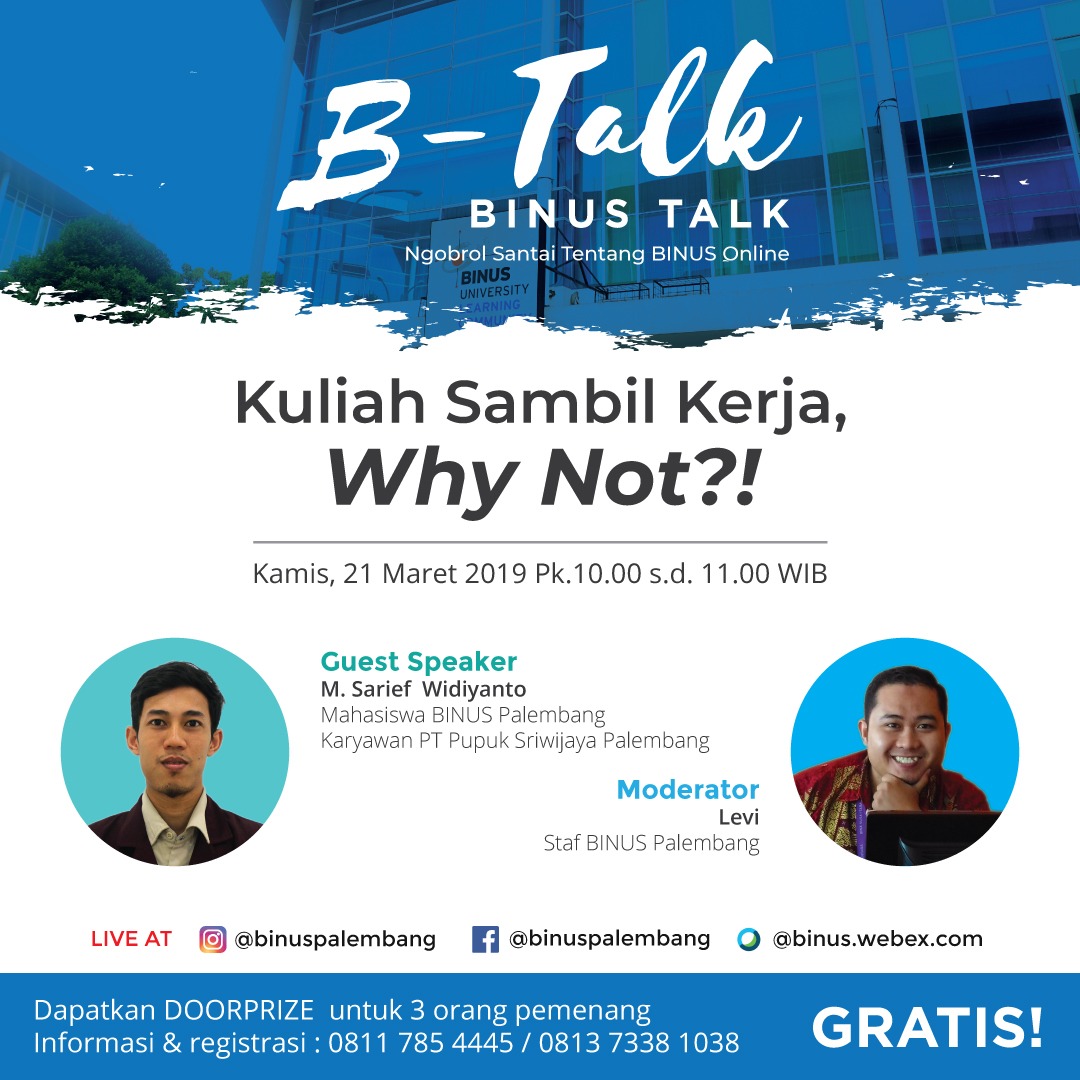 B-Talk
BINUS TALK
Ngobrol Santai Tentang BINUS Online
BINUS
UNIVERSITY
LEARNING
Kuliah Sambil Kerja,
Why Not?!
Kamis, 21 Maret 2019 Pk.10.00 s.d. 11.00 WIB
Guest Speaker
M. Sarief Widiyanto
Mahasiswa BINUS Palembang
Karyawan PT Pupuk Sriwijaya Palembang
Moderator
Levi
Staf BINUS Palembang
LIVE AT @binuspalembang @binuspalembang @binus.webex.com
Dapatkan DOORPRIZE untuk 3 orang pemenang
Informasi & registrasi : 0811 785 4445 / 0813 7338 1038
GRATIS!